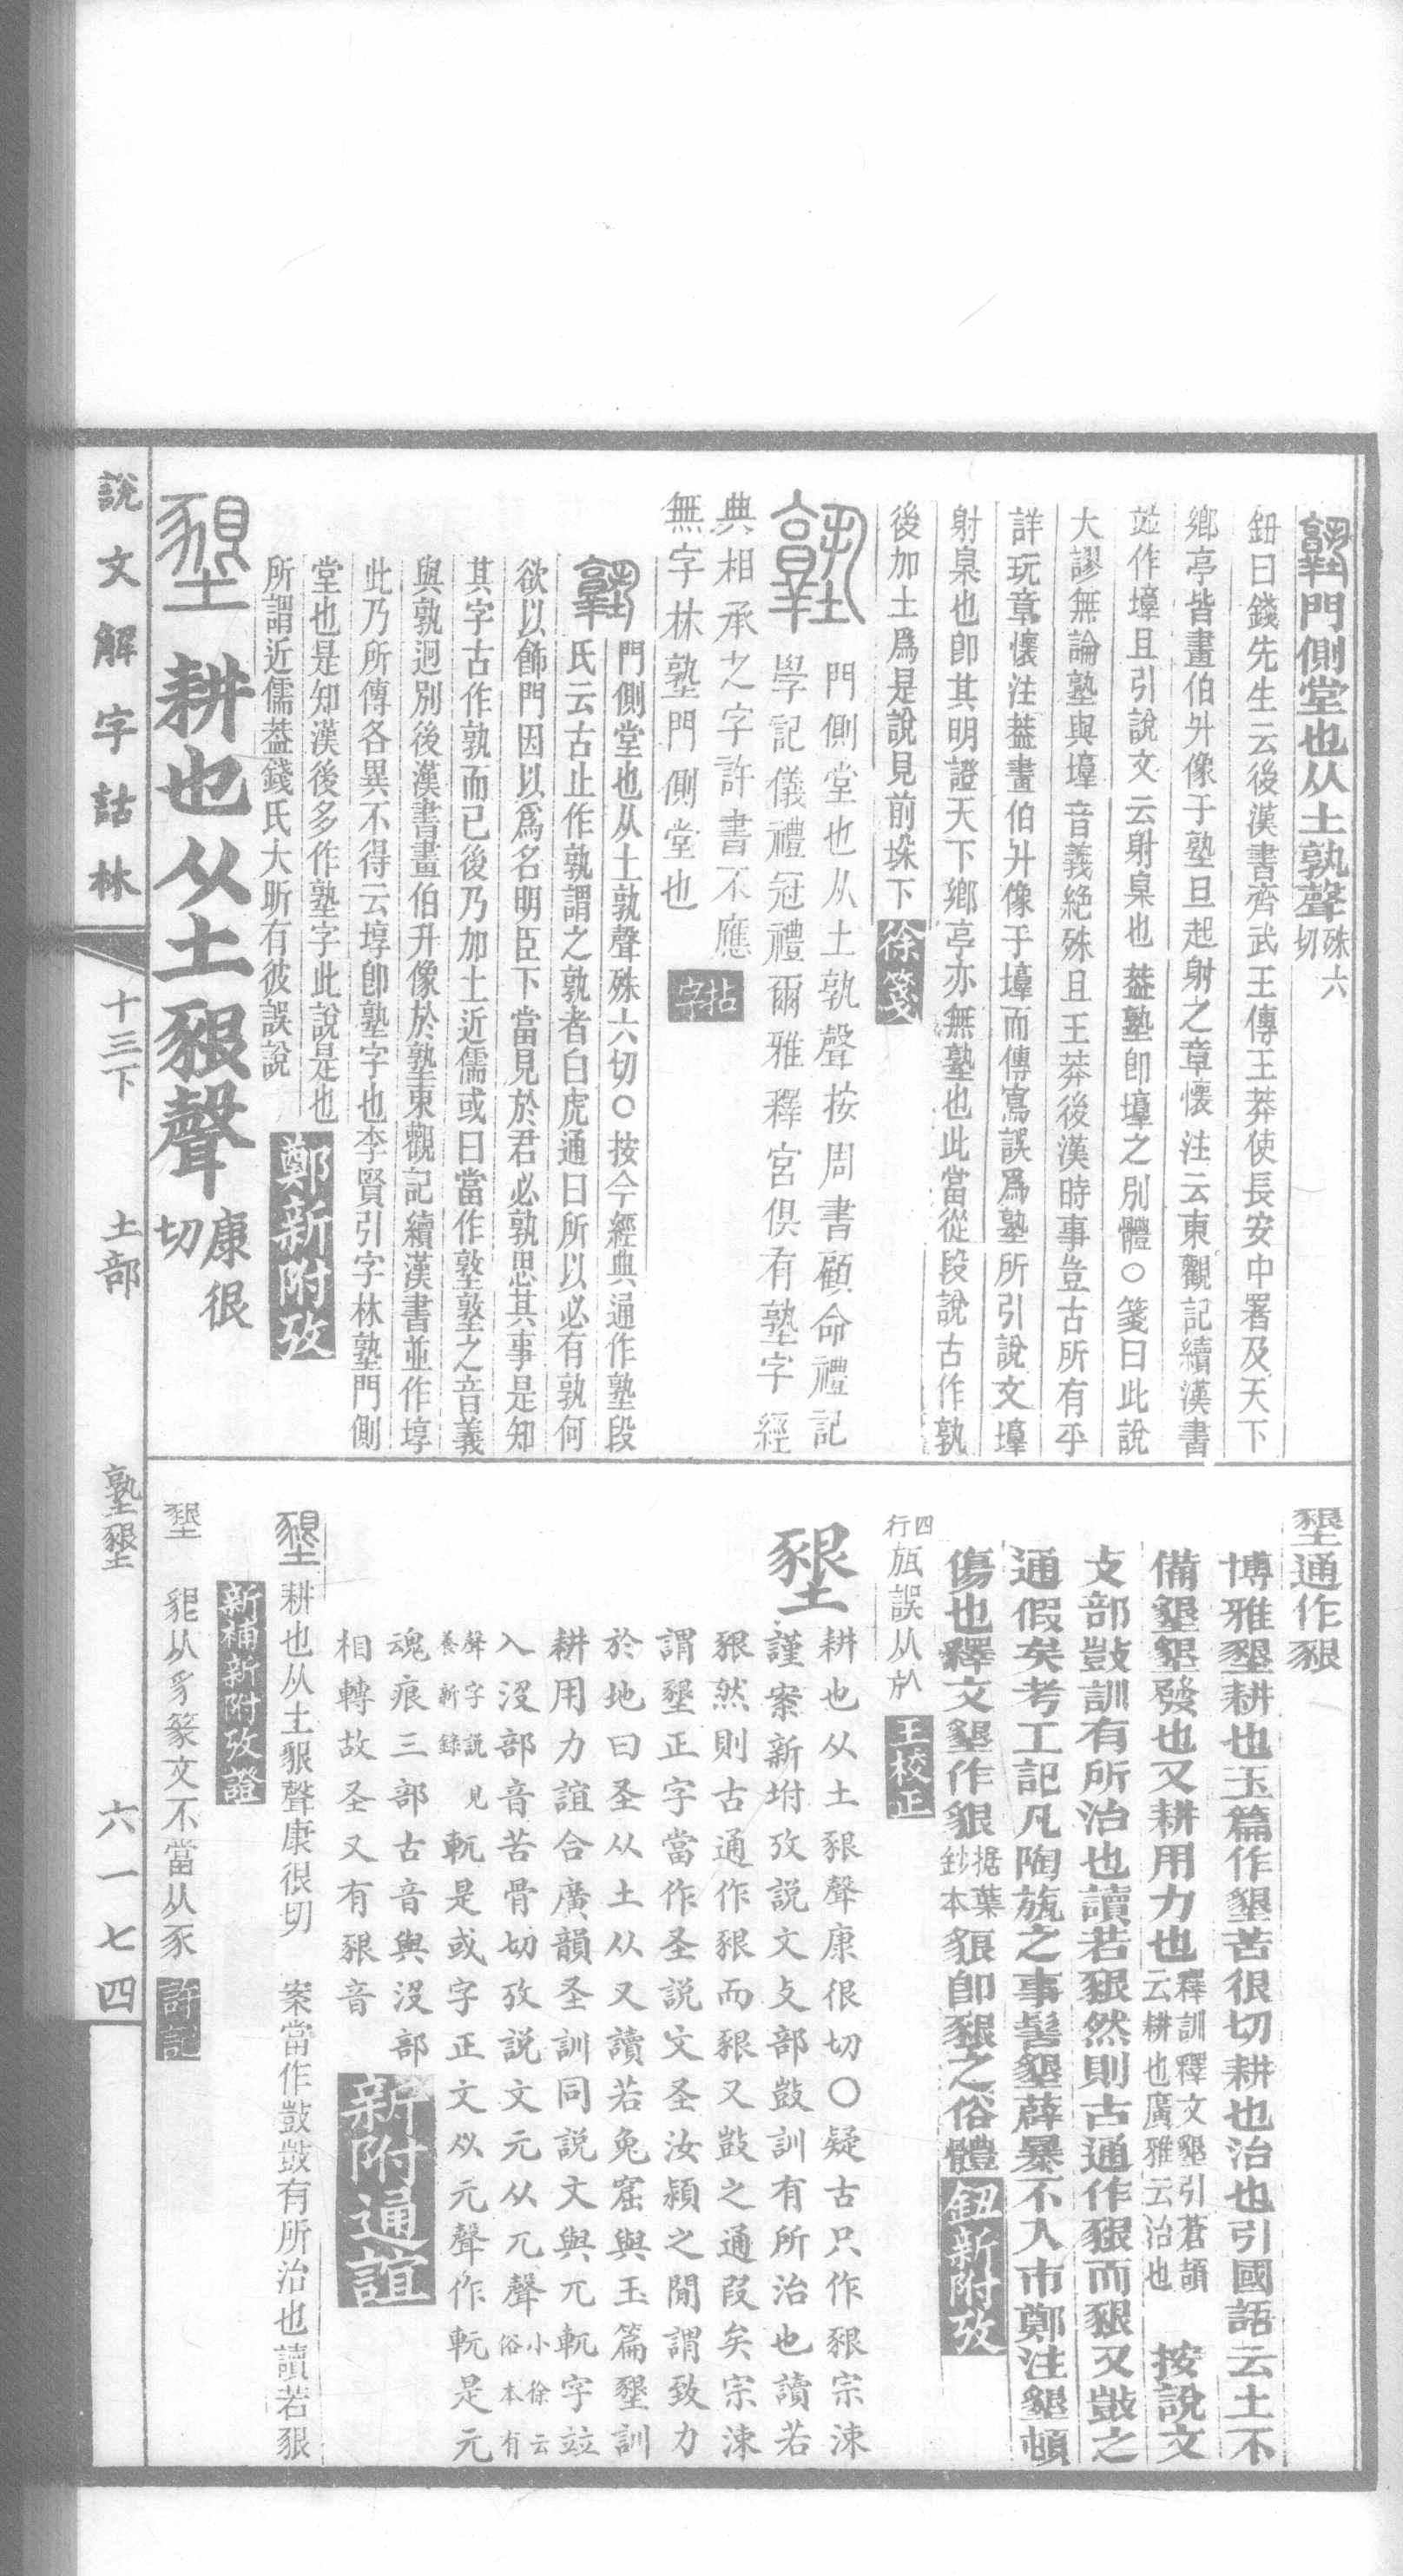 塾門側堂也从土孰聲殊六切
鈕曰錢先生云後漢書齊武王傳王莽使長安中署及天下
鄉亭皆畫伯升像于塾旦起射之章懷注云東觀記續漢書
竝作埻且引說文云射臬也蓋塾即埻之別體○箋曰此說
大謬無論塾與埻音義絶殊且王莽後漢時事豈古所有乎
詳玩章懷注葢畫伯升像于埻而傳寫誤爲塾所引說文埻
射臬也卽其明證天下鄉亭亦無塾也此當從段說古作孰
後加土爲是說見前垛下徐箋
塾門側堂也从土孰聲按周書顧命禮記
學記儀禮冠禮爾雅釋宮俱有塾字經
典相承之字許書不應
無字林塾門側堂也拈字
塾門側堂也从土孰聲殊六切○按今經典通作塾段
氏云古止作孰謂之孰者白虎通曰所以必有孰何
欲以飾門因以爲名明臣下當見於君必孰思其事是知
其字古作孰而已後乃加土近儒或曰當作𡑞𡑞之音義
與孰迥別後漢書畫伯升像於塾東觀記續漢書並作埻
此乃所傳各異不得云埻卽塾字也李賢引字林塾門側
堂也是知漢後多作塾字此說是也
所謂近儒葢錢氏大昕有彼誤說鄭新附攷
墾耕也从土豤聲康很切
墾通作豤
博雅墾耕也玉篇作墾苦很切耕也治也引國語云土不
備墾墾發也又耕用力也釋訓釋文墾引蒼頡云耕也廣雅云治也按說文
攴部㱾訓有所治也讀若豤然則古通作豤而豤又㱾之
通假矣考工記凡陶瓬之事髻墾薜暴不入市鄭注墾頓
傷也釋文墾作貇据葉鈔本貇卽豤之俗體鈕新附攷
四行瓬誤从㫃王校正
墾耕也从土豤聲康很切○疑古只作豤宗涑
謹案新坿攷說文攴部㱾訓有所治也讀若
豤然則古通作豤而豤又㱾之通叚矣宗涑
謂墾正字當作圣說文圣汝潁之閒謂致力
於地曰圣从土从又讀若兔窟與玉篇墾訓
耕用力誼合廣韻圣訓同說文與兀軏字竝
入沒部音苦骨切攷說文元从兀聲小徐云俗本有
聲字說見養新錄軏是或字正文从元聲作軏是元
魂痕三部古音與沒部
相轉故圣又有豤音新附通誼
墾耕也从土豤聲康很切案當作㱾㱾有所治也讀若豤
新補新附攷證
墾豤从豸篆文不當从豕許記
說文解字詁林
十三下
土部
塾墾
六一七四